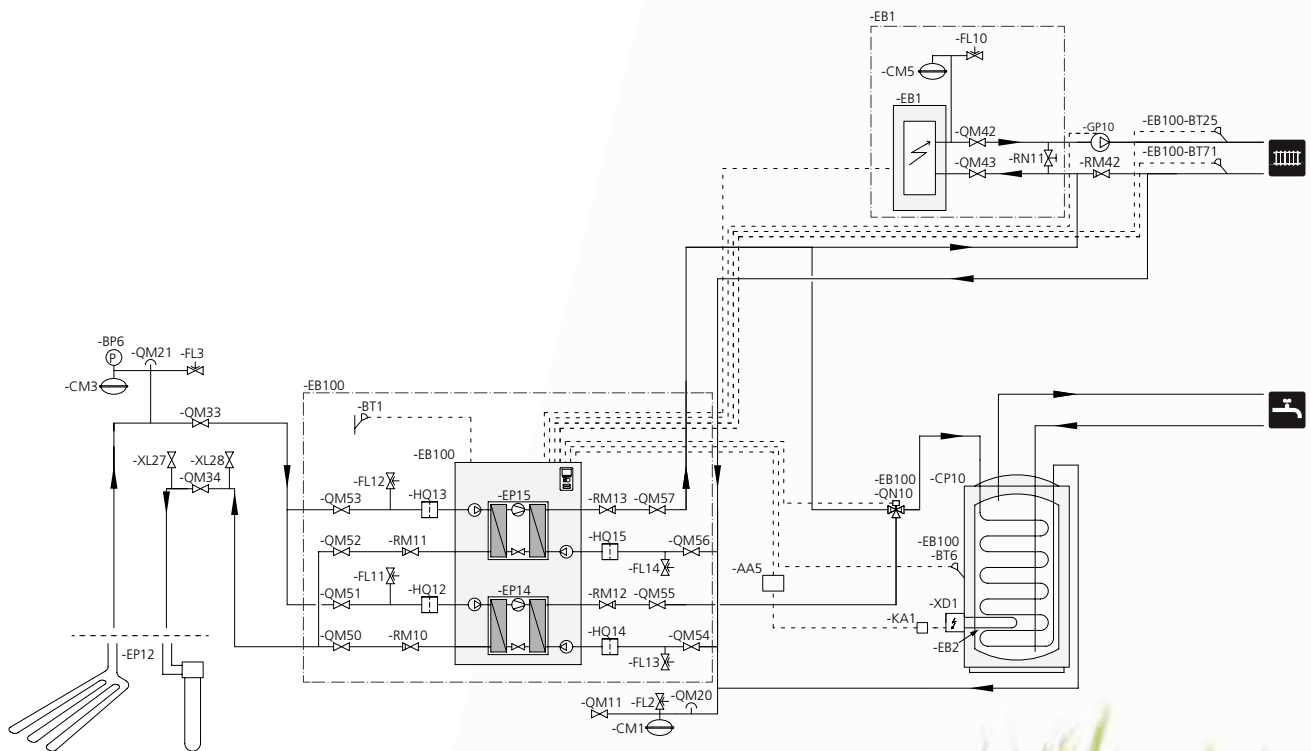 -EB1
-FL10
-CM5
-EB1
-QM42
-GP10
-EB100-BT25
-EB100-BT71
-QM43
-RN11
-RM42
-BP6
P
-QM21
-FL3
-CM3
-EB100
-BT1
-QM33
-XL27
-XL28
-QM34
-EB100
-FL12
-QM53
-HQ13
-EP15
-RM13
-QM57
-EB100
-QN10
-CP10
-QM52
-RM11
-HQ15
-QM56
-FL14
-EB100
-BT6
-FL11
-QM51
-HQ12
-EP14
-RM12
-QM55
-AA5
-XD1
-KA1
-QM50
-RM10
-HQ14
-QM54
-EB2
-EP12
-FL13
-QM11
-FL2
-QM20
-CM1